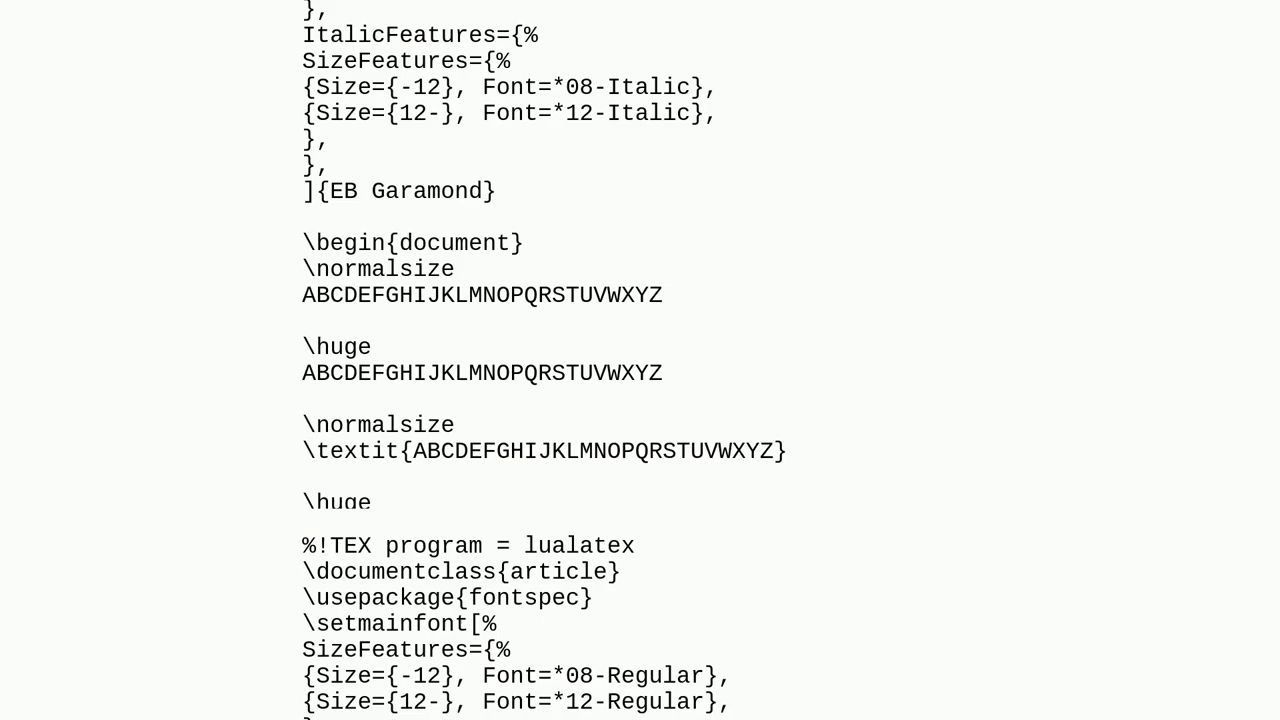 },
ItalicFeatures={%
SizeFeatures={%
{Size={-12}, Font=*08-Italic},
{Size={12-}, Font=*12-Italic},
},
},
]{EB Garamond}
\begin{document}
\normalsize
ABCDEFGHIJKLMNOPQRSTUVWXYZ
\huge
ABCDEFGHIJKLMNOPQRSTUVWXYZ
\normalsize
\textit{ABCDEFGHIJKLMNOPQRSTUVWXYZ}
\huge
%!TEX program = lualatex
\documentclass{article}
\usepackage{fontspec}
\setmainfont[%
SizeFeatures={%
{Size={-12}, Font=*08-Regular},
{Size={12-}, Font=*12-Regular},